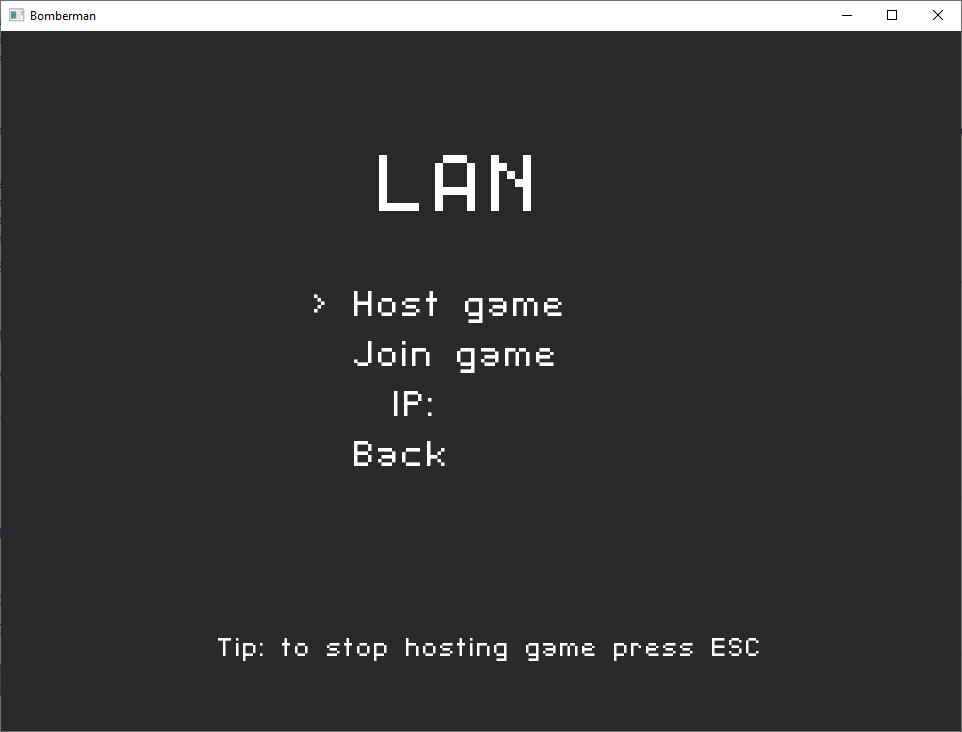 Bomberman
LAN
> Host game
Join game
IP:
Back
Tip: to stop hosting game press ESC